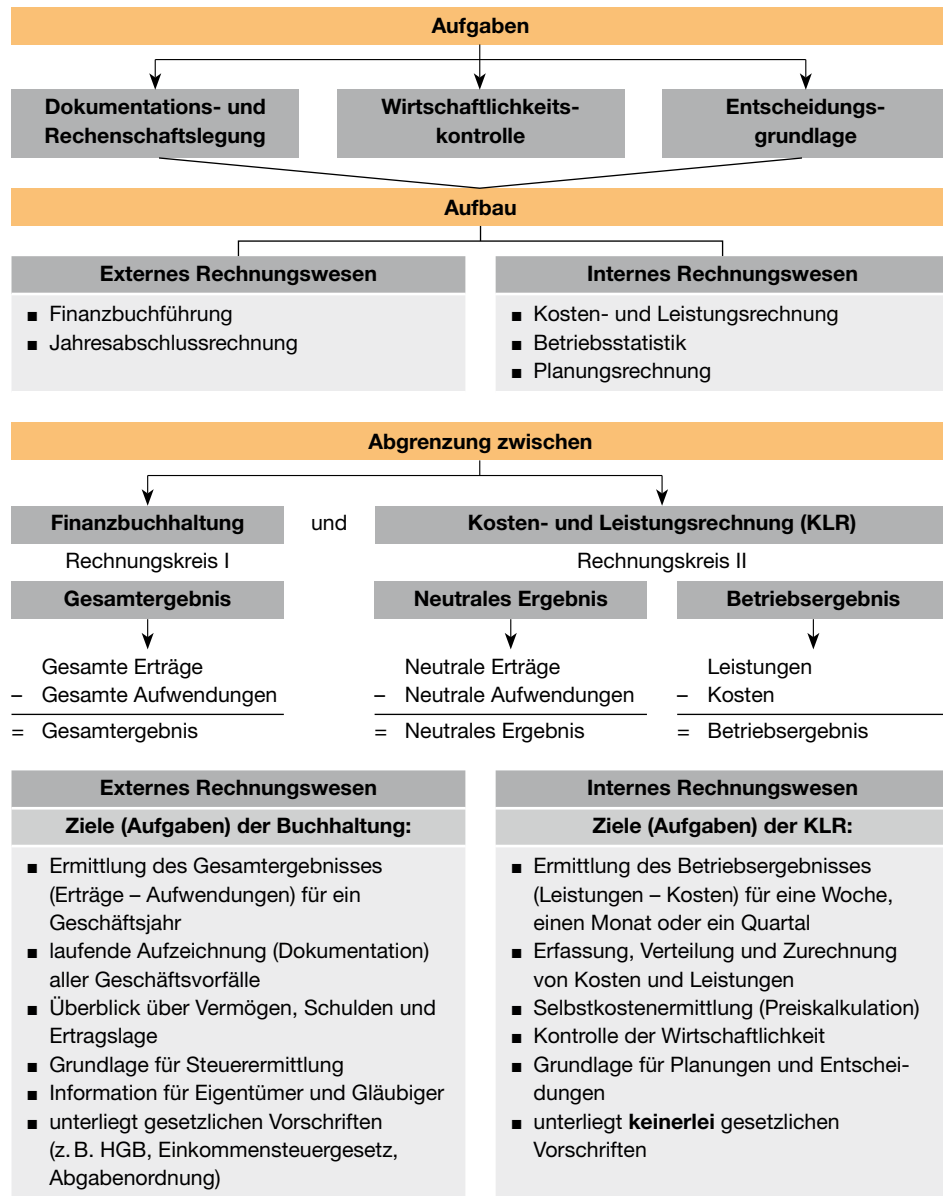 Aufgaben
Dokumentations- und
Rechenschaftslegung
Wirtschaftlichkeits-
kontrolle
Entscheidungs-
grundlage
Aufbau
Externes Rechnungswesen
■ Finanzbuchführung
■ Jahresabschlussrechnung
Internes Rechnungswesen
■ Kosten- und Leistungsrechnung
■ Betriebsstatistik
■ Planungsrechnung
Abgrenzung zwischen
Finanzbuchhaltung
und
Kosten- und Leistungsrechnung (KLR)
Rechnungskreis I
Rechnungskreis II
Gesamtergebnis
Gesamte Erträge
– Gesamte Aufwendungen
= Gesamtergebnis
Neutrales Ergebnis
Neutrale Erträge
– Neutrale Aufwendungen
= Neutrales Ergebnis
Betriebsergebnis
Leistungen
– Kosten
= Betriebsergebnis
Externes Rechnungswesen
Ziele (Aufgaben) der Buchhaltung:
■ Ermittlung des Gesamtergebnisses
(Erträge – Aufwendungen) für ein
Geschäftsjahr
■ laufende Aufzeichnung (Dokumentation)
aller Geschäftsvorfälle
■ Überblick über Vermögen, Schulden und
Ertragslage
■ Grundlage für Steuerermittlung
■ Information für Eigentümer und Gläubiger
■ unterliegt gesetzlichen Vorschriften
(z. B. HGB, Einkommensteuergesetz,
Abgabenordnung)
Internes Rechnungswesen
Ziele (Aufgaben) der KLR:
■ Ermittlung des Betriebsergebnisses
(Leistungen – Kosten) für eine Woche,
einen Monat oder ein Quartal
■ Erfassung, Verteilung und Zurechnung
von Kosten und Leistungen
■ Selbstkostenermittlung (Preiskalkulation)
■ Kontrolle der Wirtschaftlichkeit
■ Grundlage für Planungen und Entschei-
dungen
■ unterliegt keinerlei gesetzlichen
Vorschriften